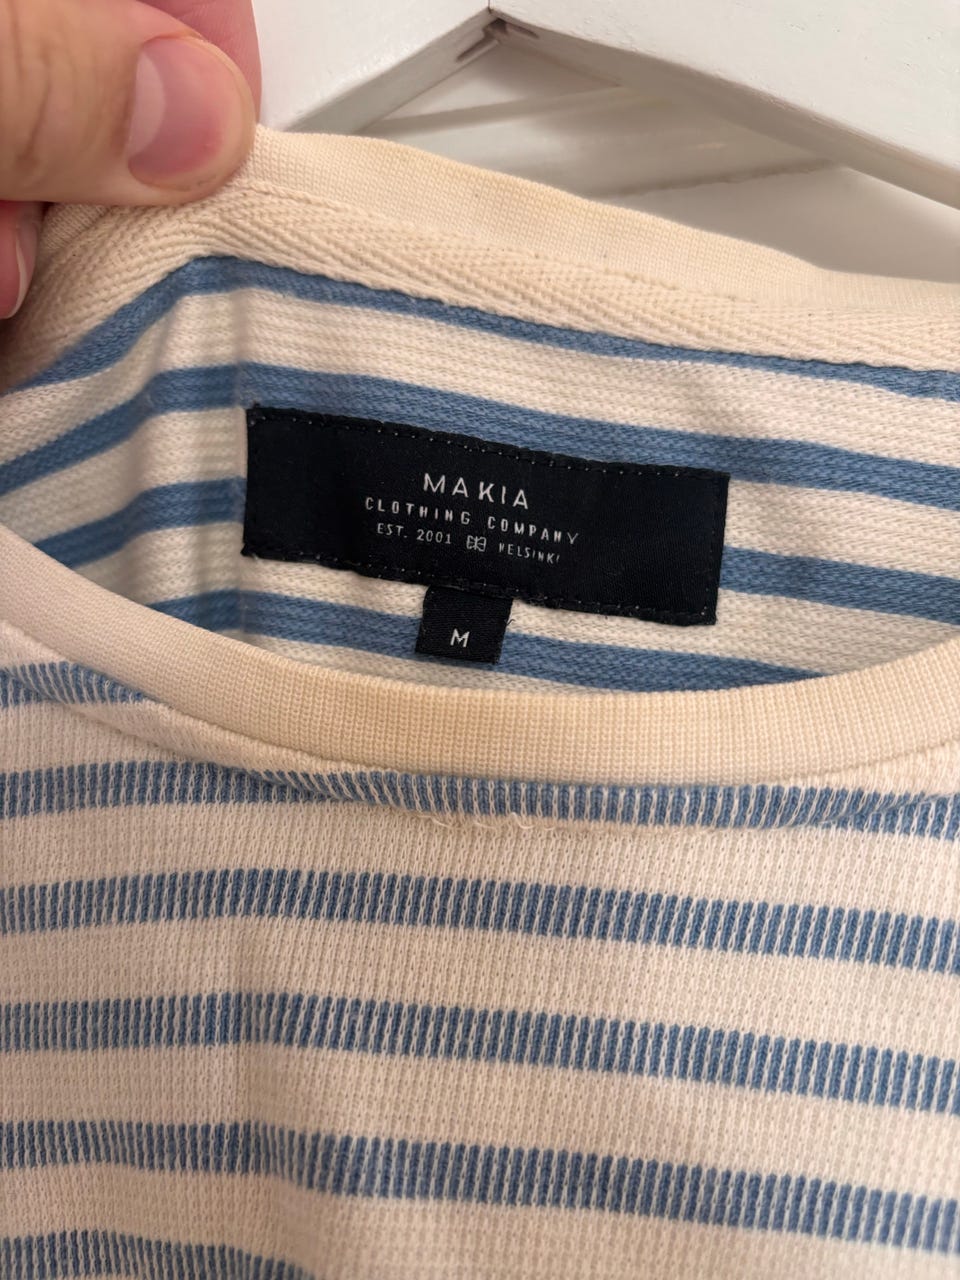 MAKIA
CLOTHING COMPANY
EST. 2001 HELSINKI
M